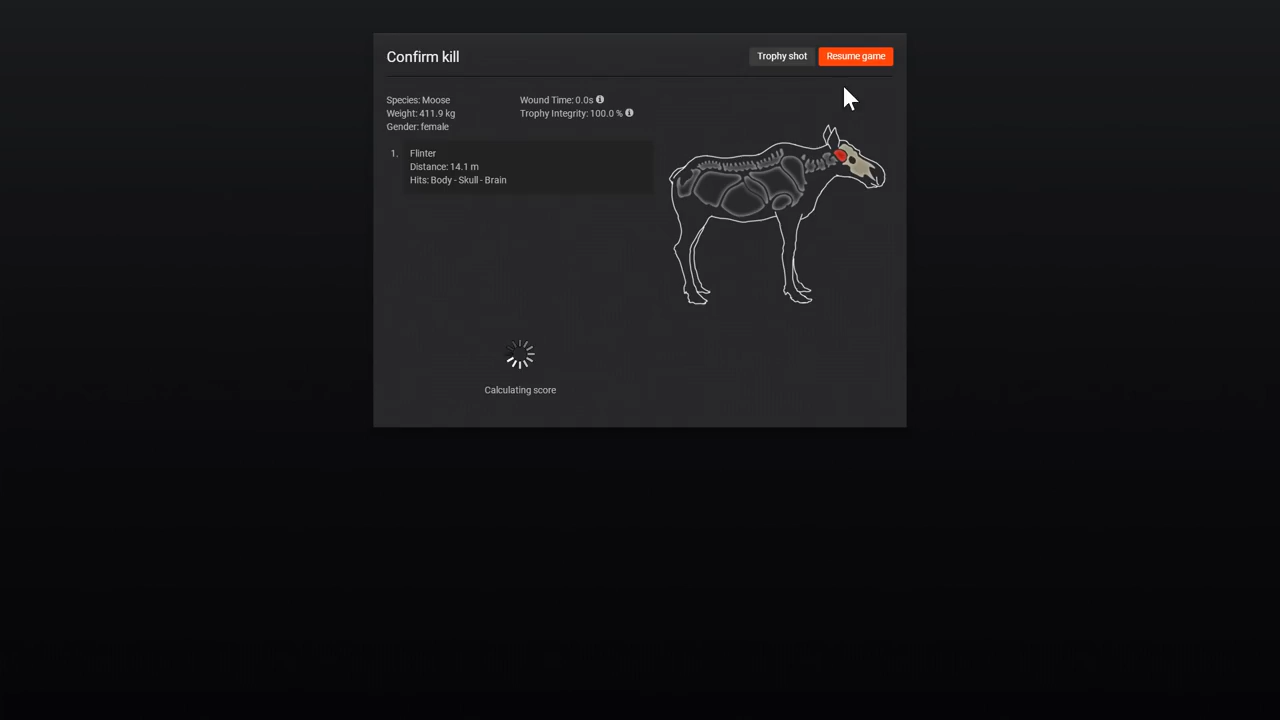 Confirm kill
Trophy shot
Resume game
Species: Moose
Weight: 411.9 kg
Gender: female
Wound Time: 0.0s
Trophy Integrity: 100.0 %
1.
Flinter
Distance: 14.1 m
Hits: Body - Skull - Brain
Calculating score